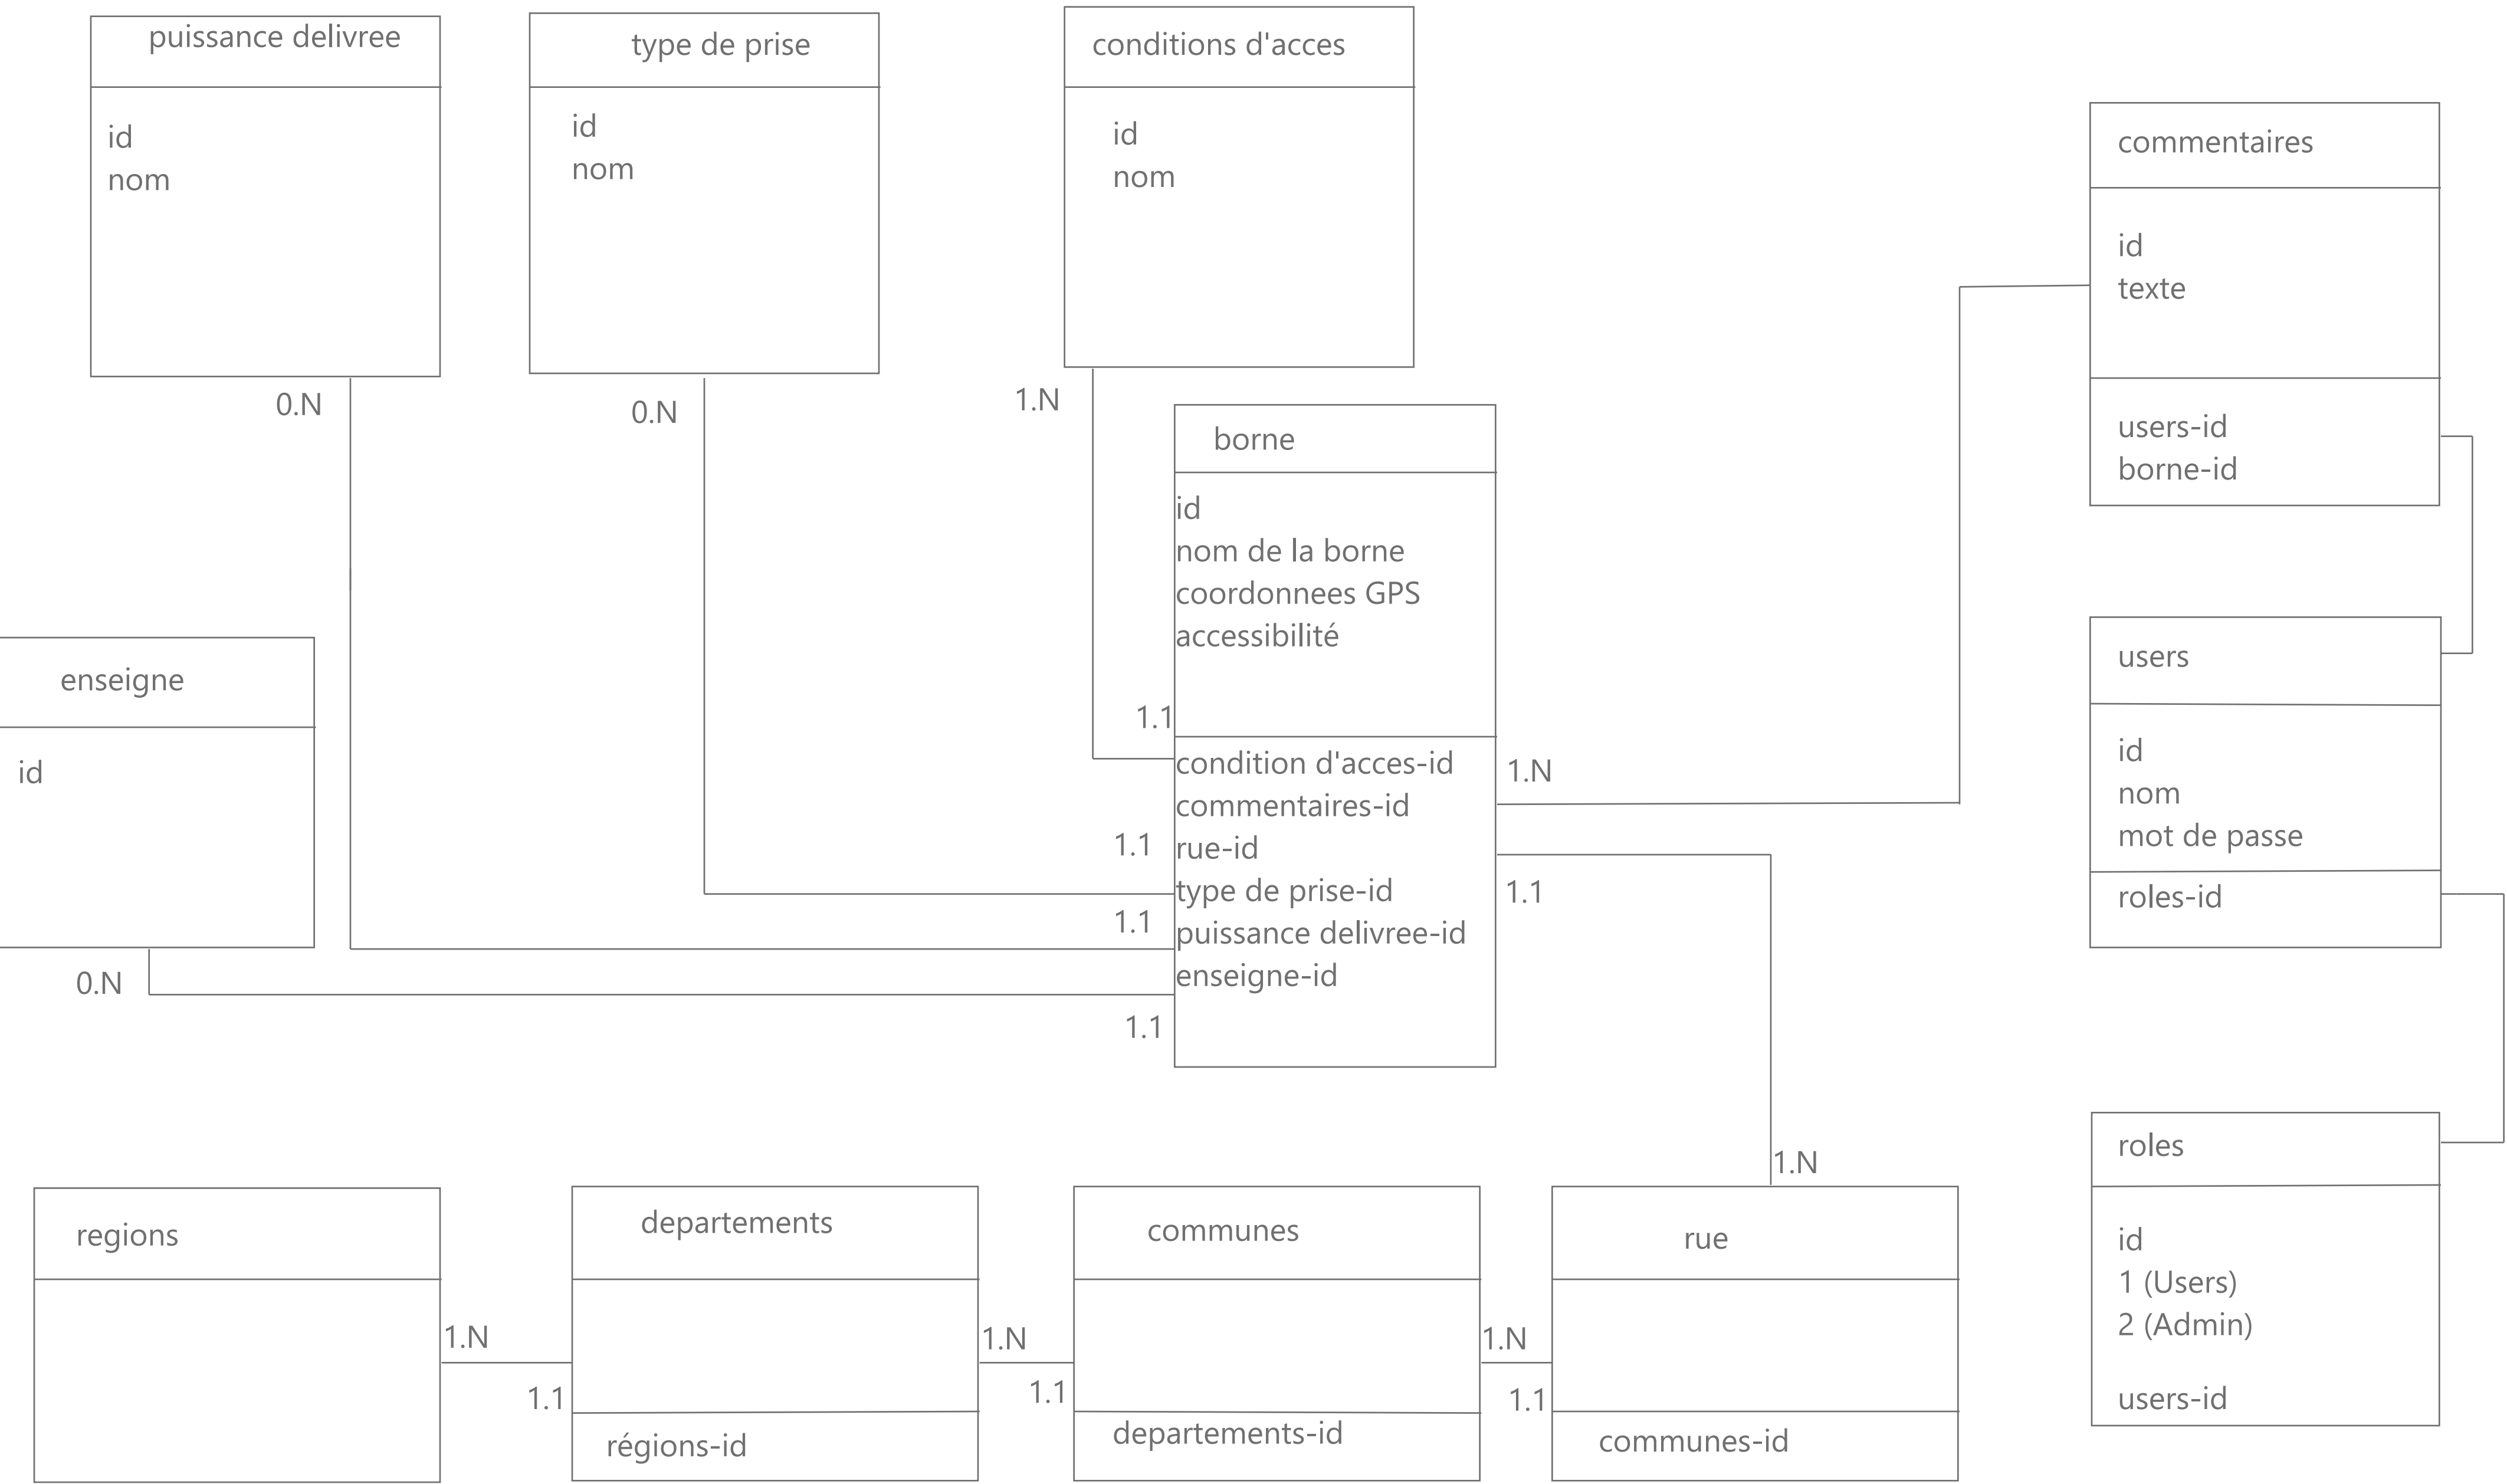 puissance delivree
id
nom
0.N
type de prise
id
nom
0.N
conditions d'acces
id
nom
1.N
commentaires
id
texte
users-id
borne-id
borne
id
nom de la borne
coordonnees GPS
accessibilité
1.1
condition d'acces-id
commentaires-id
rue-id
type de prise-id
puissance delivree-id
enseigne-id
1.1
1.1
1.1
1.N
1.1
enseigne
id
0.N
users
id
nom
mot de passe
roles-id
roles
id
1 (Users)
2 (Admin)
users-id
regions
1.N
1.1
departements
régions-id
1.N
1.1
communes
departements-id
1.N
1.1
1.N
rue
communes-id